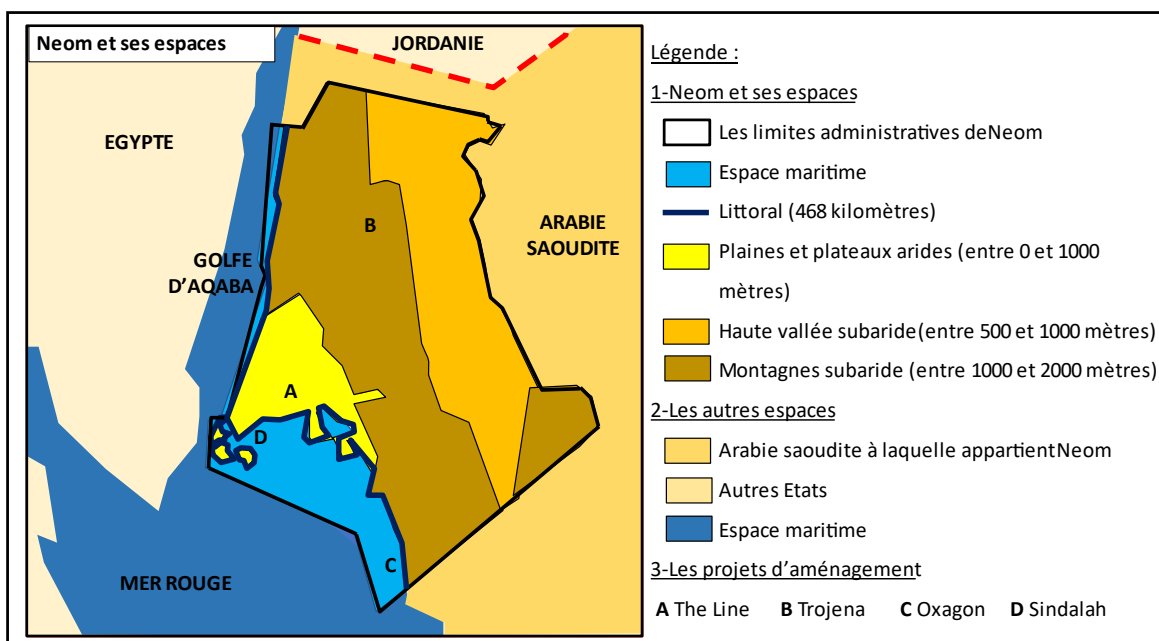 Neom et ses espaces
JORDANIE
EGYPTE
B
ARABIE
SAOUDITE
GOLFE
D’AQABA
A
D
C
MER ROUGE
Légende :
1-Neom et ses espaces
Les limites administratives deNeom
Espace maritime
Littoral (468 kilomètres)
Plaines et plateaux arides (entre 0 et 1000
mètres)
Haute vallée subaride(entre 500 et 1000 mètres)
Montagnes subaride (entre 1000 et 2000 mètres)
2-Les autres espaces
Arabie saoudite à laquelle appartientNeom
Autres Etats
Espace maritime
3-Les projets d’aménagement
A The Line B Trojena C Oxagon D Sindalah